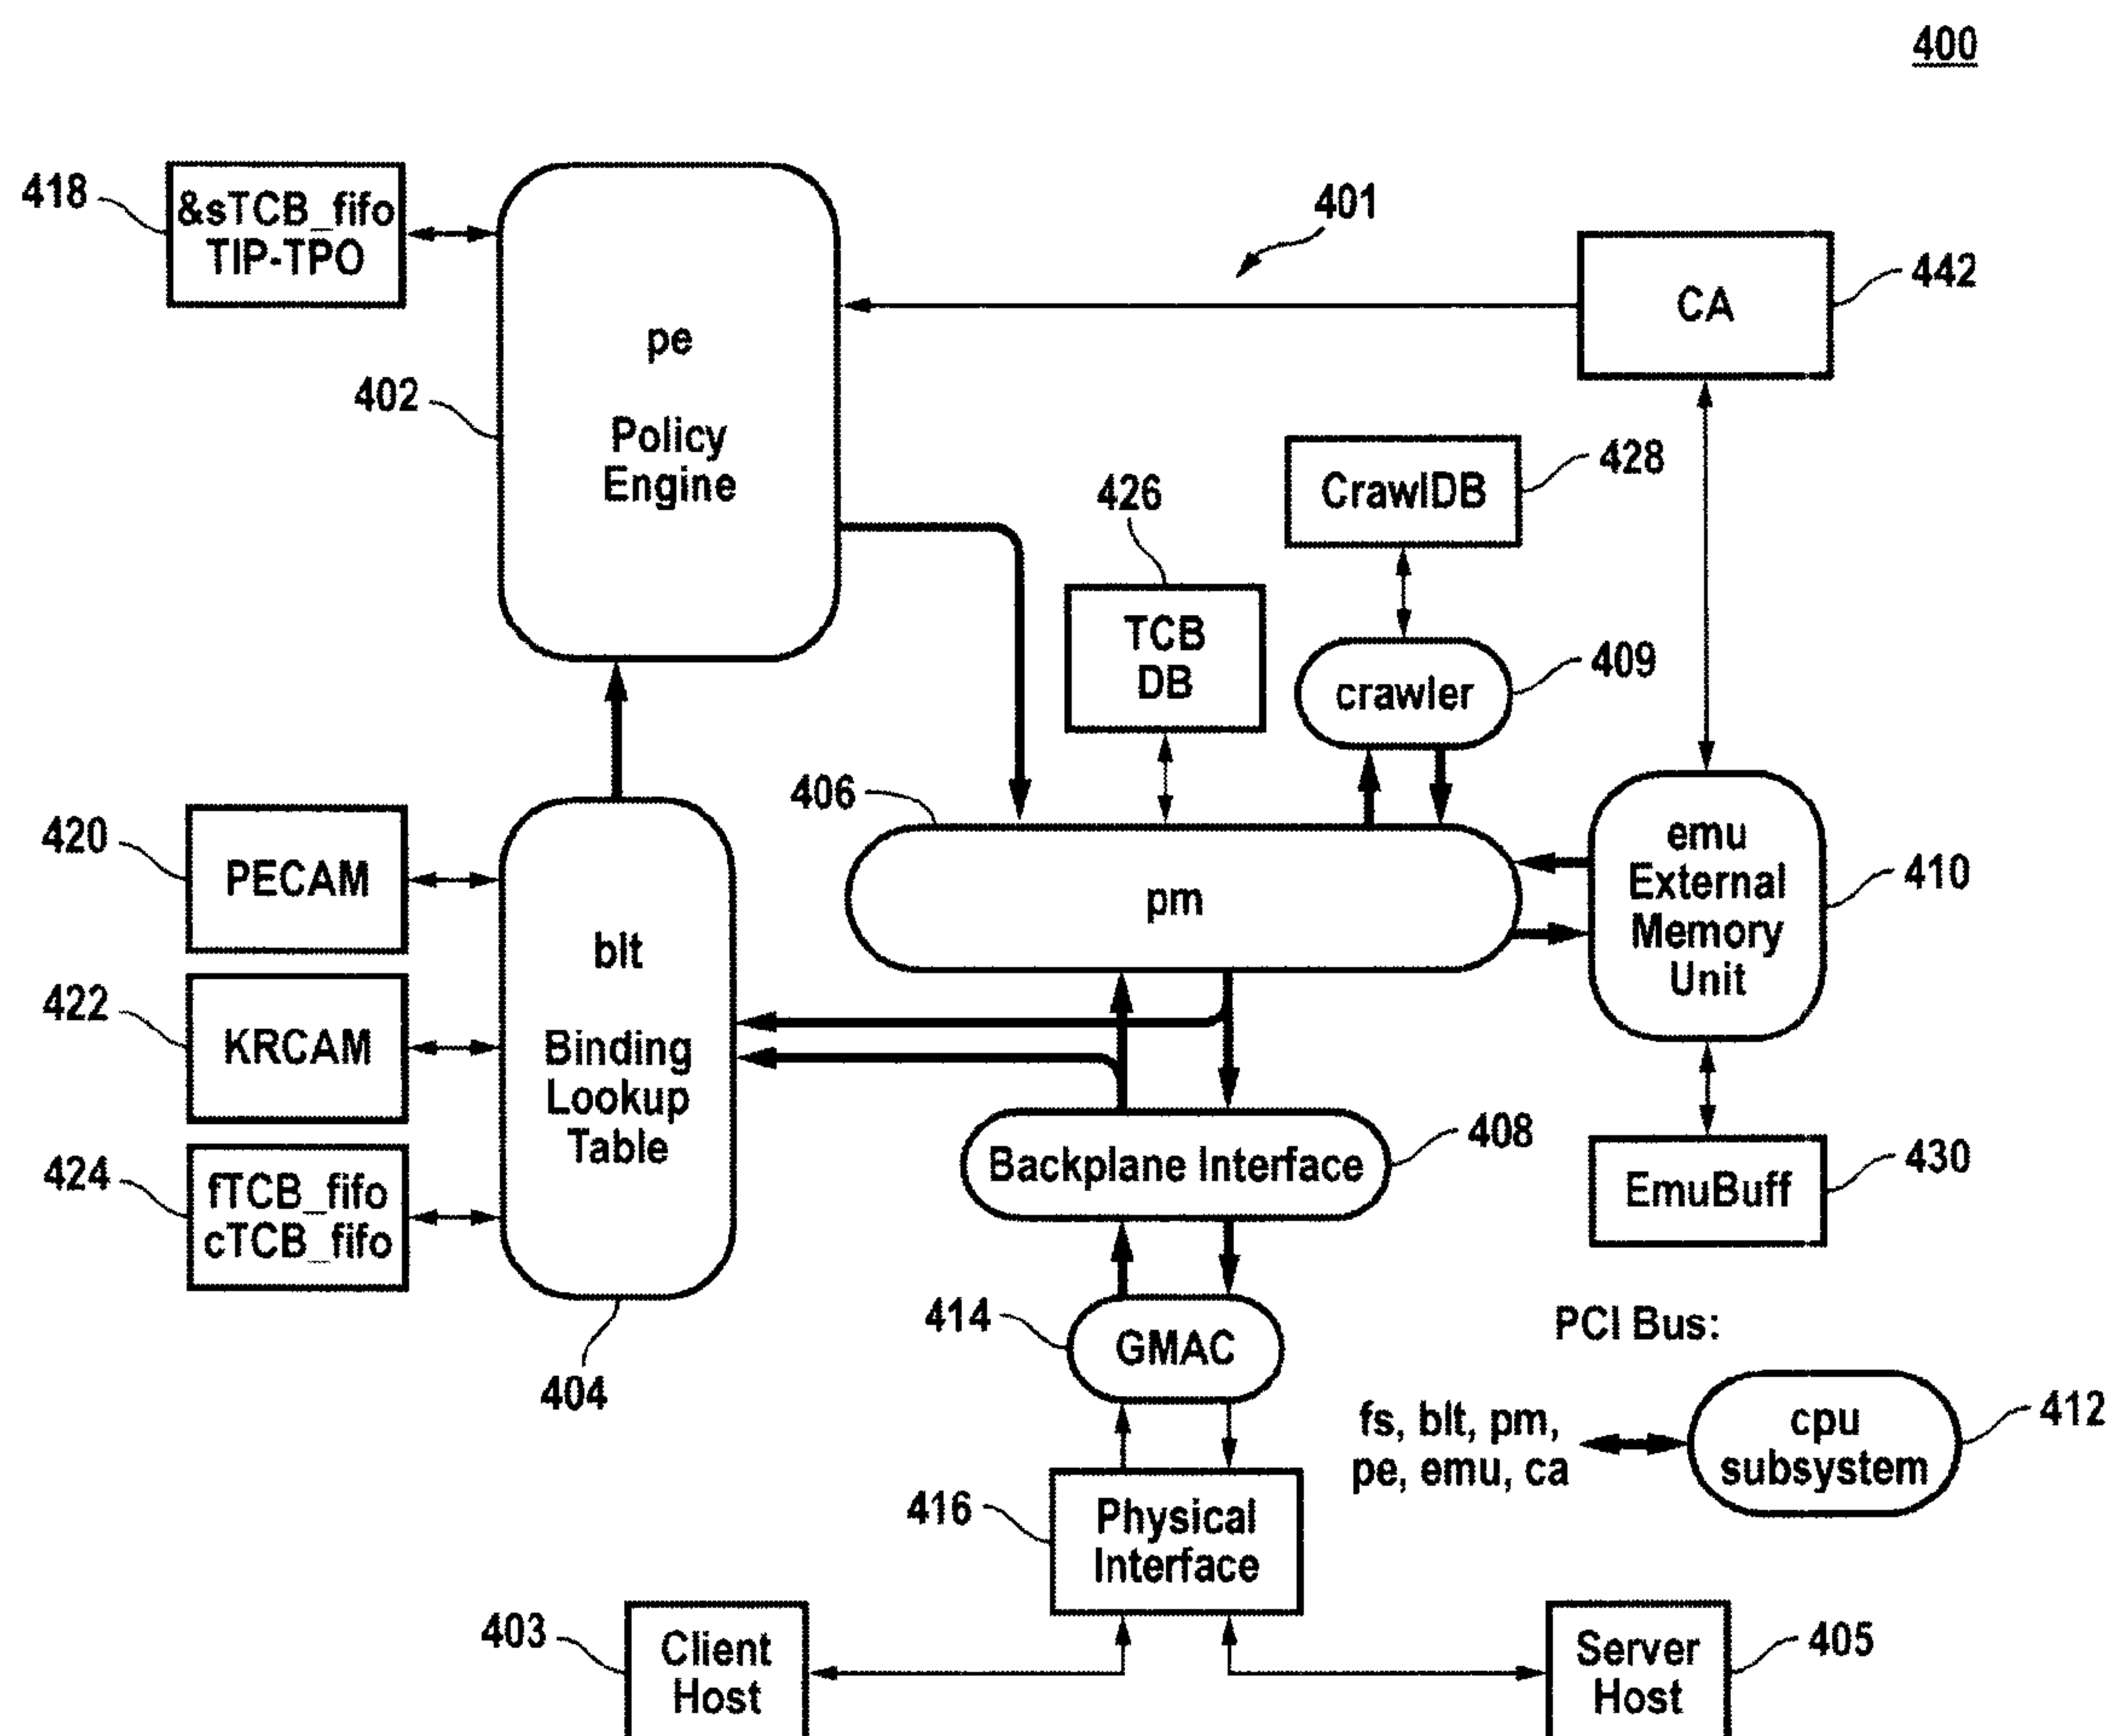 400
418
&sTCB_fifo
TIP-TPO
401
CA
442
pe
Policy
Engine
402
426
TCB
DB
CrawlDB
428
crawler
409
406
pm
emu
External
Memory
Unit
410
420
PECAM
422
KRCAM
424
fTCB_fifo
cTCB_fifo
blt
Binding
Lookup
Table
404
Backplane Interface
408
EmuBuff
430
414
GMAC
PCI Bus:
fs, blt, pm,
pe, emu, ca
cpu
subsystem
412
416
Physical
Interface
403
Client
Host
Server
Host
405